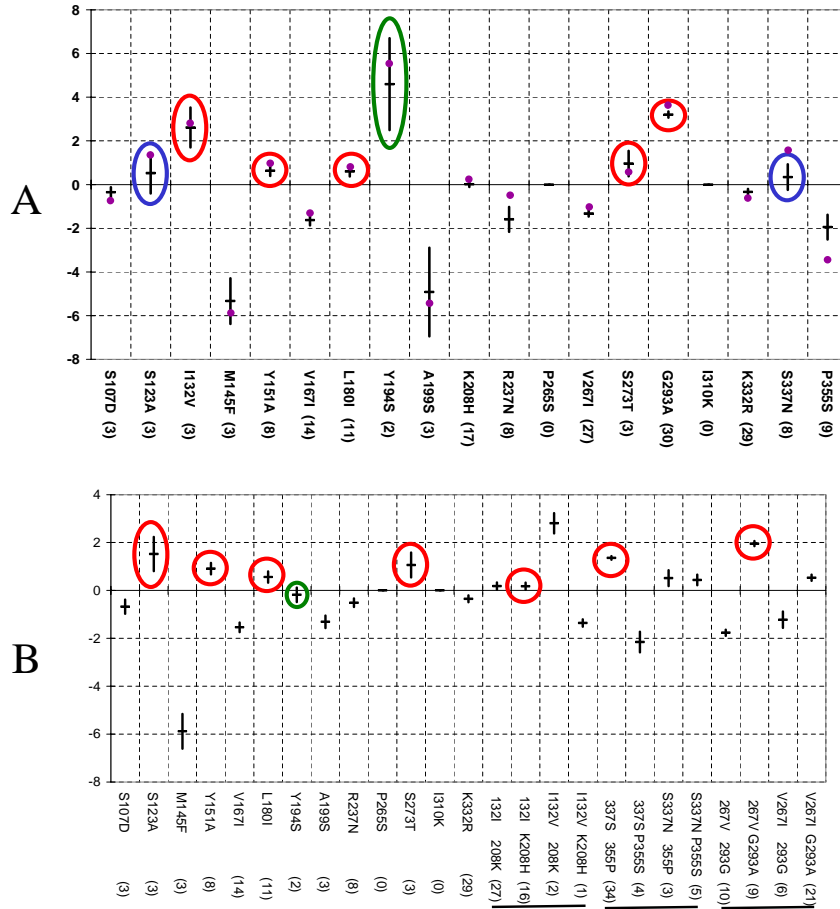 A
8
6
4
2
0
-2
-4
-6
-8
S107D (3)
S123A (3)
I132V (3)
M145F (3)
Y151A (8)
V167I (14)
L180I (11)
Y194S (2)
A199S (3)
K208H (17)
R237N (8)
P265S (0)
V267I (27)
S273T (3)
G293A (30)
I310K (0)
K332R (29)
S337N (8)
P355S (9)
B
4
2
0
-2
-4
-6
-8
S107D (3)
S123A (3)
M145F (3)
Y151A (8)
V167I (14)
L180I (11)
Y194S (2)
A199S (3)
R237N (8)
P265S (0)
S273T (3)
I310K (0)
K332R (29)
132I 208K (27)
132I K208H (16)
I132V 208K (2)
I132V K208H (1)
337S 355P (34)
337S P355S (4)
S337N 355P (3)
S337N P355S (5)
267V 293G (10)
267V G293A (9)
V267I 293G (6)
V267I G293A (21)